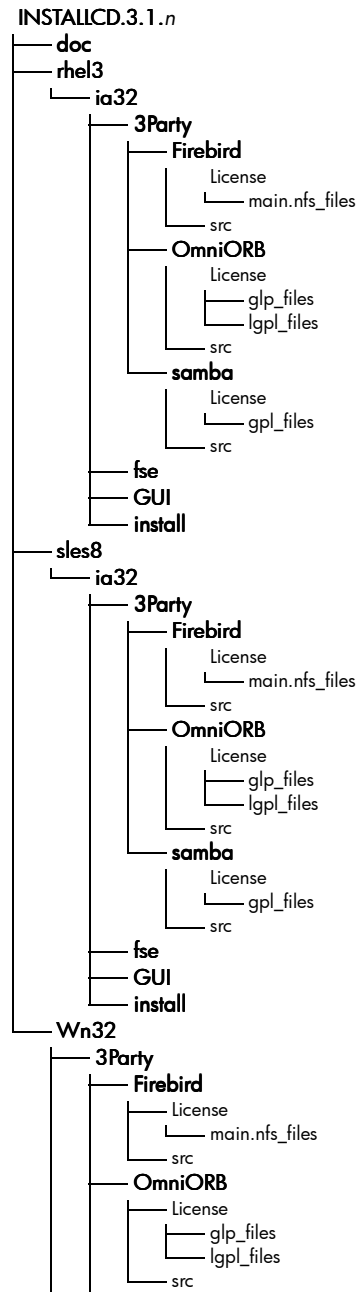 INSTALLCD.3.1.n
doc
rhel3
ia32
3Party
Firebird
License
main.nfs_files
src
OmniORB
License
glp_files
lgpl_files
src
samba
License
gpl_files
src
fse
GUI
install
sles8
ia32
3Party
Firebird
License
main.nfs_files
src
OmniORB
License
glp_files
lgpl_files
src
samba
License
gpl_files
src
fse
GUI
install
Wn32
3Party
Firebird
License
main.nfs_files
src
OmniORB
License
glp_files
lgpl_files
src